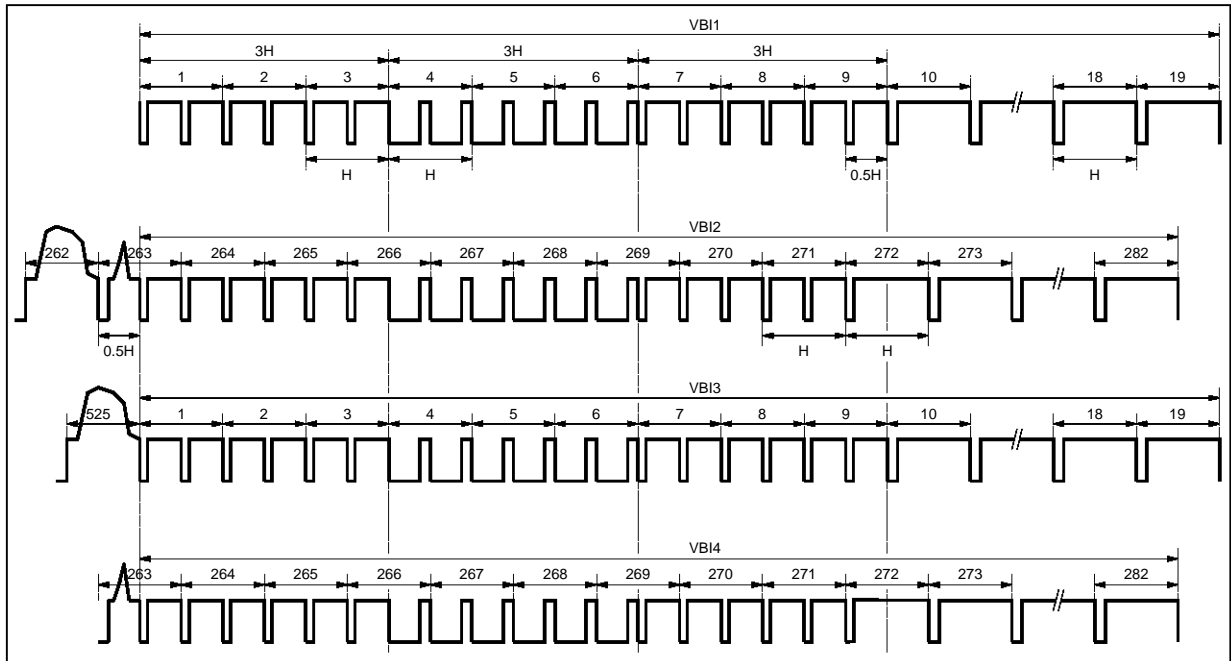 VBI1
3H 3H 3H
1 2 3 4 5 6 7 8 9 10 18 19
H H 0.5H H
VBI2
262 263 264 265 266 267 268 269 270 271 272 273 282
0.5H H H
VBI3
525 1 2 3 4 5 6 7 8 9 10 18 19
VBI4
263 264 265 266 267 268 269 270 271 272 273 282